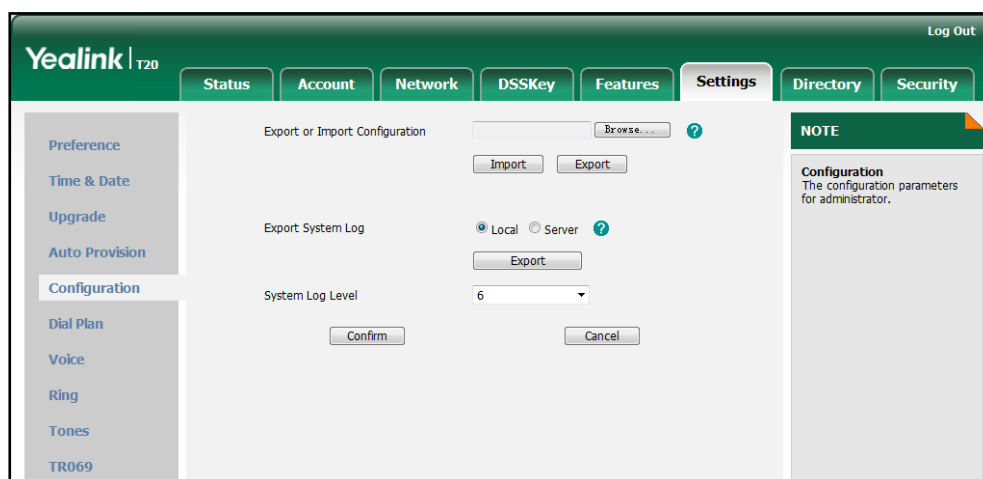 Log Out
Yealink T20
Status Account Network DSSKey Features Settings Directory Security
Preference
Time & Date
Upgrade
Auto Provision
Configuration
Dial Plan
Voice
Ring
Tones
TR069
Export or Import Configuration Browse... ?
Import Export
Export System Log Local Server ?
Export
System Log Level 6
Confirm Cancel
NOTE
Configuration
The configuration parameters
for administrator.